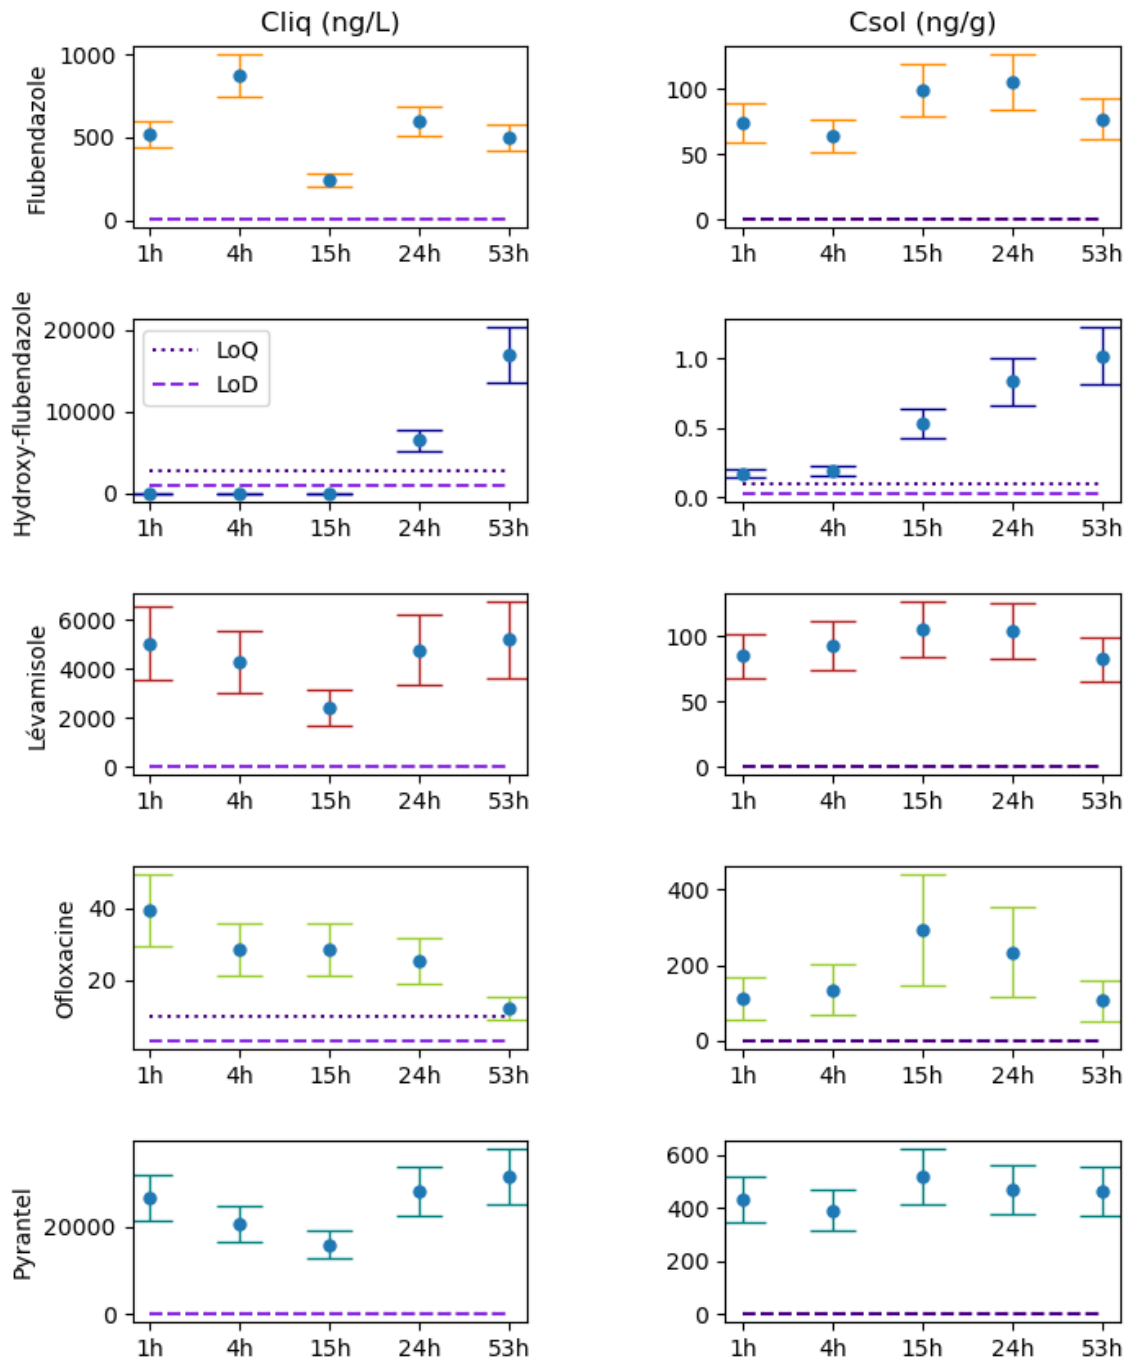 Cliq (ng/L)
Csol (ng/g)
Flubendazole
1000
500
0
1h 4h 15h 24h 53h
100
50
0
1h 4h 15h 24h 53h
Hydroxy-flubendazole
20000
10000
0
LoQ
LoD
1h 4h 15h 24h 53h
1.0
0.5
0.0
1h 4h 15h 24h 53h
Lévamisole
6000
4000
2000
0
1h 4h 15h 24h 53h
100
50
0
1h 4h 15h 24h 53h
Ofloxacine
40
20
1h 4h 15h 24h 53h
400
200
0
1h 4h 15h 24h 53h
Pyrantel
20000
0
1h 4h 15h 24h 53h
600
400
200
0
1h 4h 15h 24h 53h